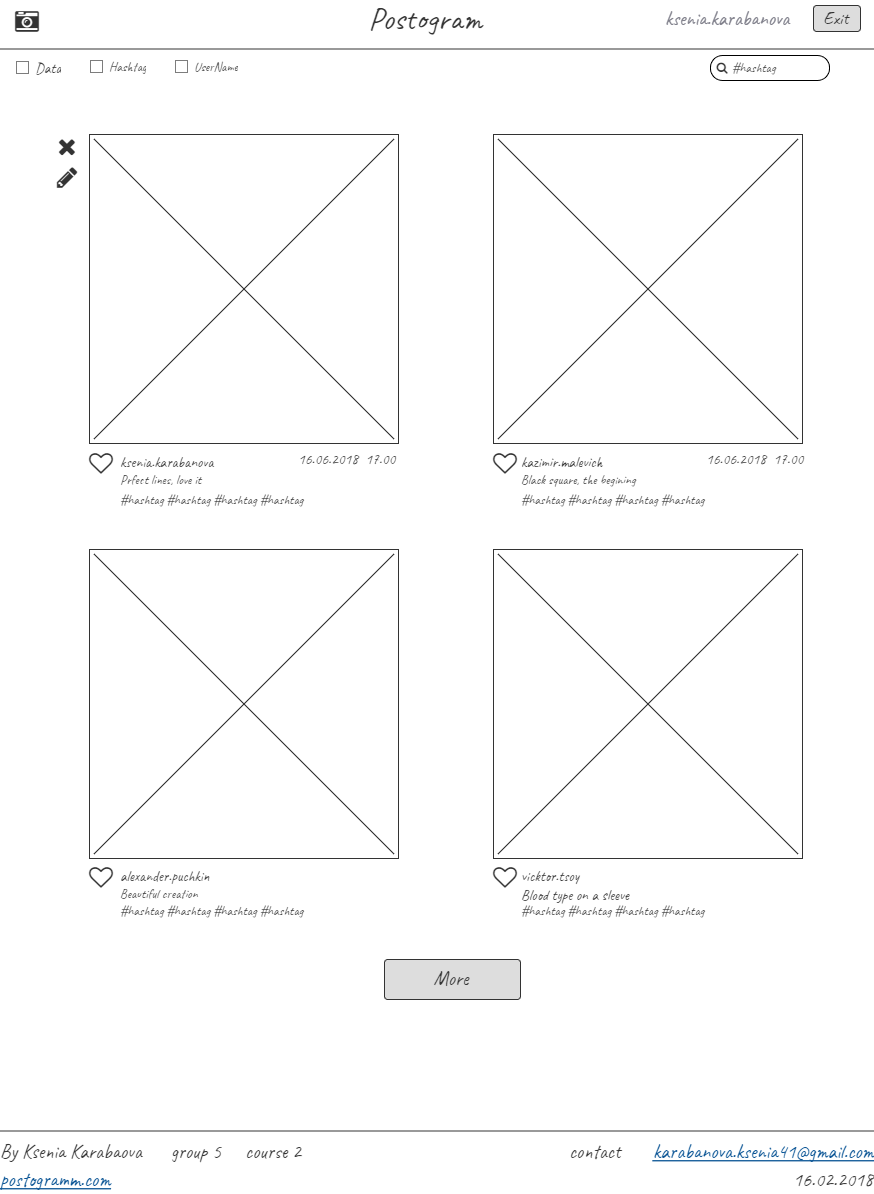 Postogram
ksenia.karabanova
Exit
Data
Hashtag
UserName
#hashtag
ksenia.karabanova
16.06.2018 17.00
Prfect lines, love it
#hashtag #hashtag #hashtag #hashtag
kazimir.malevich
16.06.2018 17.00
Black square, the begining
#hashtag #hashtag #hashtag #hashtag
alexander.puchkin
Beautiful creation
#hashtag #hashtag #hashtag #hashtag
vicktor.tsoy
Blood type on a sleeve
#hashtag #hashtag #hashtag #hashtag
More
By Ksenia Karabaova group 5 course 2
contact karabanova.ksenia41@gmail.com
postogramm.com
16.02.2018